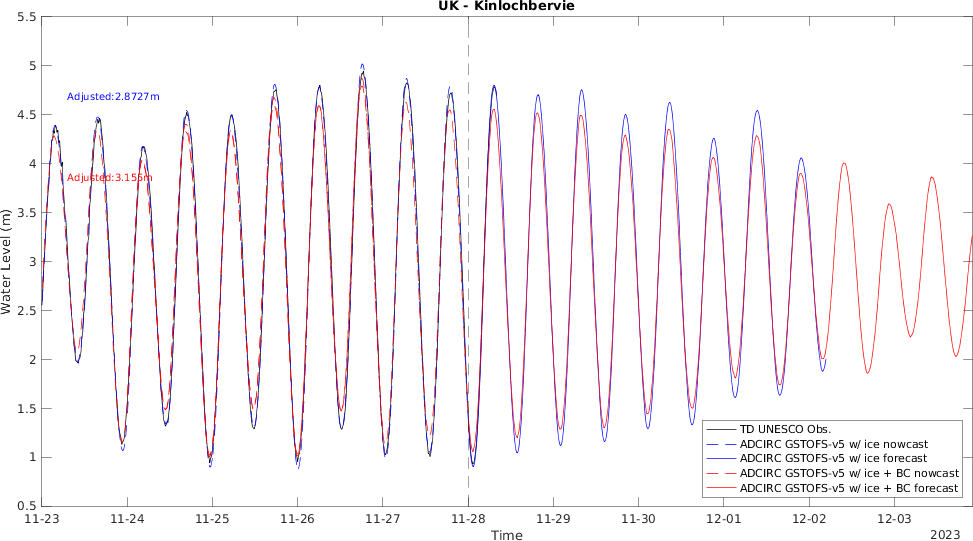 UK - Kinlochbervie
5.5
5
4.5
4
3.5
3
2.5
2
1.5
1
0.5
Water Level (m)
Adjusted:2.8727m
Adjusted:3.155m
TD UNESCO Obs.
ADCIRC GSTOFS-v5 w/ ice nowcast
ADCIRC GSTOFS-v5 w/ ice forecast
ADCIRC GSTOFS-v5 w/ ice + BC nowcast
ADCIRC GSTOFS-v5 w/ ice + BC forecast
11-23 11-24 11-25 11-26 11-27 11-28 11-29 11-30 12-01 12-02 12-03
Time
2023